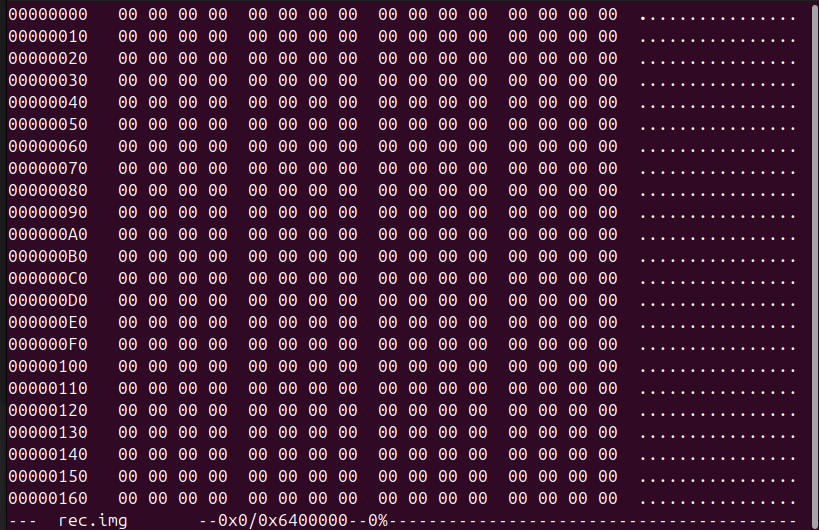 00000000   00 00 00 00  00 00 00 00  00 00 00 00  00 00 00 00  ................
00000010   00 00 00 00  00 00 00 00  00 00 00 00  00 00 00 00  ................
00000020   00 00 00 00  00 00 00 00  00 00 00 00  00 00 00 00  ................
00000030   00 00 00 00  00 00 00 00  00 00 00 00  00 00 00 00  ................
00000040   00 00 00 00  00 00 00 00  00 00 00 00  00 00 00 00  ................
00000050   00 00 00 00  00 00 00 00  00 00 00 00  00 00 00 00  ................
00000060   00 00 00 00  00 00 00 00  00 00 00 00  00 00 00 00  ................
00000070   00 00 00 00  00 00 00 00  00 00 00 00  00 00 00 00  ................
00000080   00 00 00 00  00 00 00 00  00 00 00 00  00 00 00 00  ................
00000090   00 00 00 00  00 00 00 00  00 00 00 00  00 00 00 00  ................
000000A0   00 00 00 00  00 00 00 00  00 00 00 00  00 00 00 00  ................
000000B0   00 00 00 00  00 00 00 00  00 00 00 00  00 00 00 00  ................
000000C0   00 00 00 00  00 00 00 00  00 00 00 00  00 00 00 00  ................
000000D0   00 00 00 00  00 00 00 00  00 00 00 00  00 00 00 00  ................
000000E0   00 00 00 00  00 00 00 00  00 00 00 00  00 00 00 00  ................
000000F0   00 00 00 00  00 00 00 00  00 00 00 00  00 00 00 00  ................
00000100   00 00 00 00  00 00 00 00  00 00 00 00  00 00 00 00  ................
00000110   00 00 00 00  00 00 00 00  00 00 00 00  00 00 00 00  ................
00000120   00 00 00 00  00 00 00 00  00 00 00 00  00 00 00 00  ................
00000130   00 00 00 00  00 00 00 00  00 00 00 00  00 00 00 00  ................
00000140   00 00 00 00  00 00 00 00  00 00 00 00  00 00 00 00  ................
00000150   00 00 00 00  00 00 00 00  00 00 00 00  00 00 00 00  ................
00000160   00 00 00 00  00 00 00 00  00 00 00 00  00 00 00 00  ................
---  rec.img       --0x0/0x6400000--0%-----------------------------------------